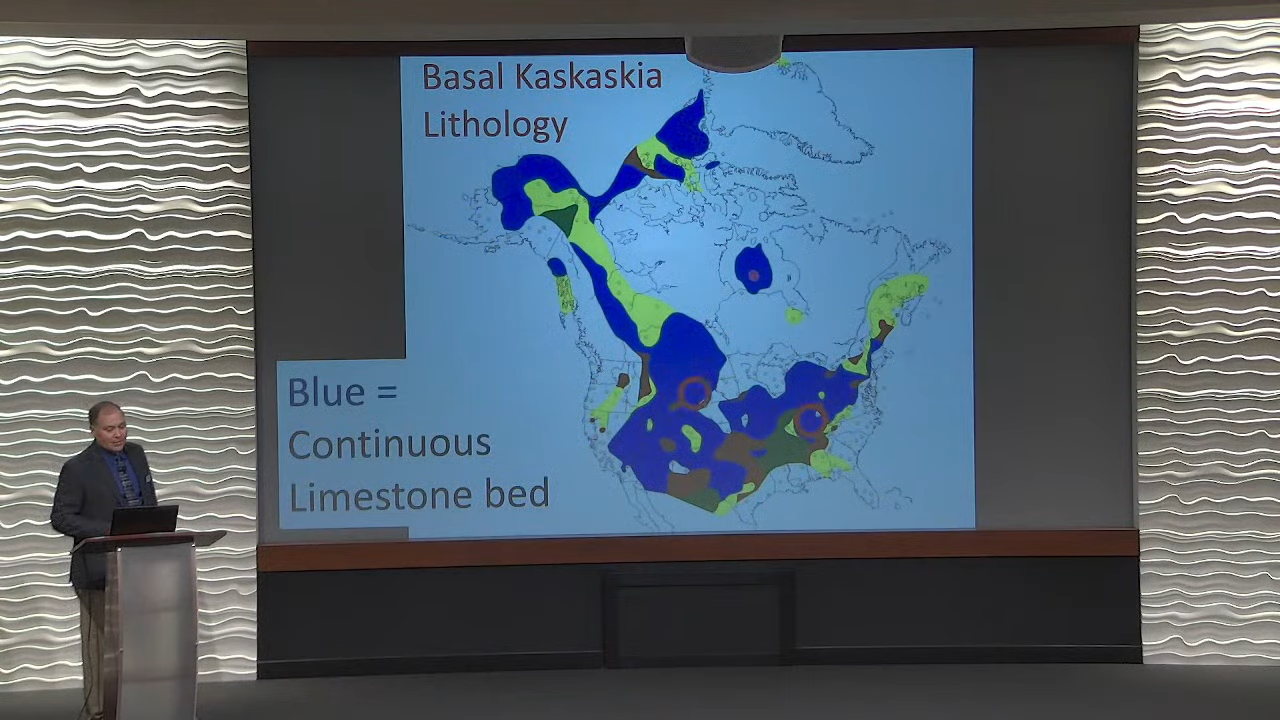 Basal Kaskaskia
Lithology
Blue =
Continuous
Limestone bed